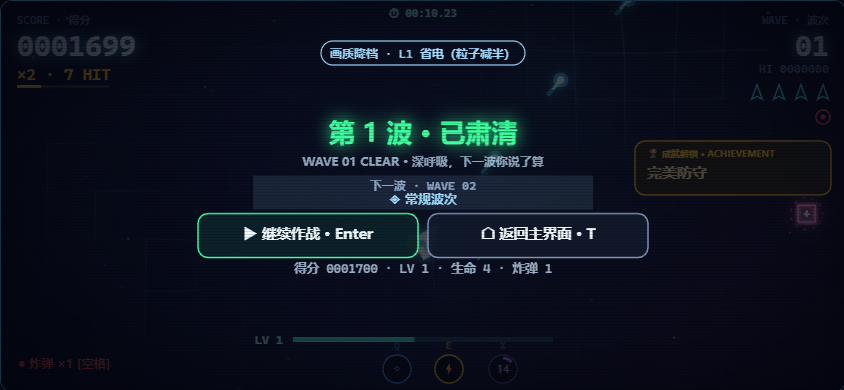 SCORE · 得分
0001699
×2 · 7 HIT
⏱ 00:10.23
WAVE · 波次
01
HI 0000000
画质降档 · L1 省电 (粒子减半)
第 1 波 · 已肃清
WAVE 01 CLEAR · 深呼吸，下一波你说了算
🏆 成就解锁 · ACHIEVEMENT
完美防守
下一波 · WAVE 02
◈ 常规波次
▶ 继续作战 · Enter
☖ 返回主界面 · T
得分 0001700 · LV 1 · 生命 4 · 炸弹 1
LV 1
Q E X
14
● 炸弹 ×1 [空格]